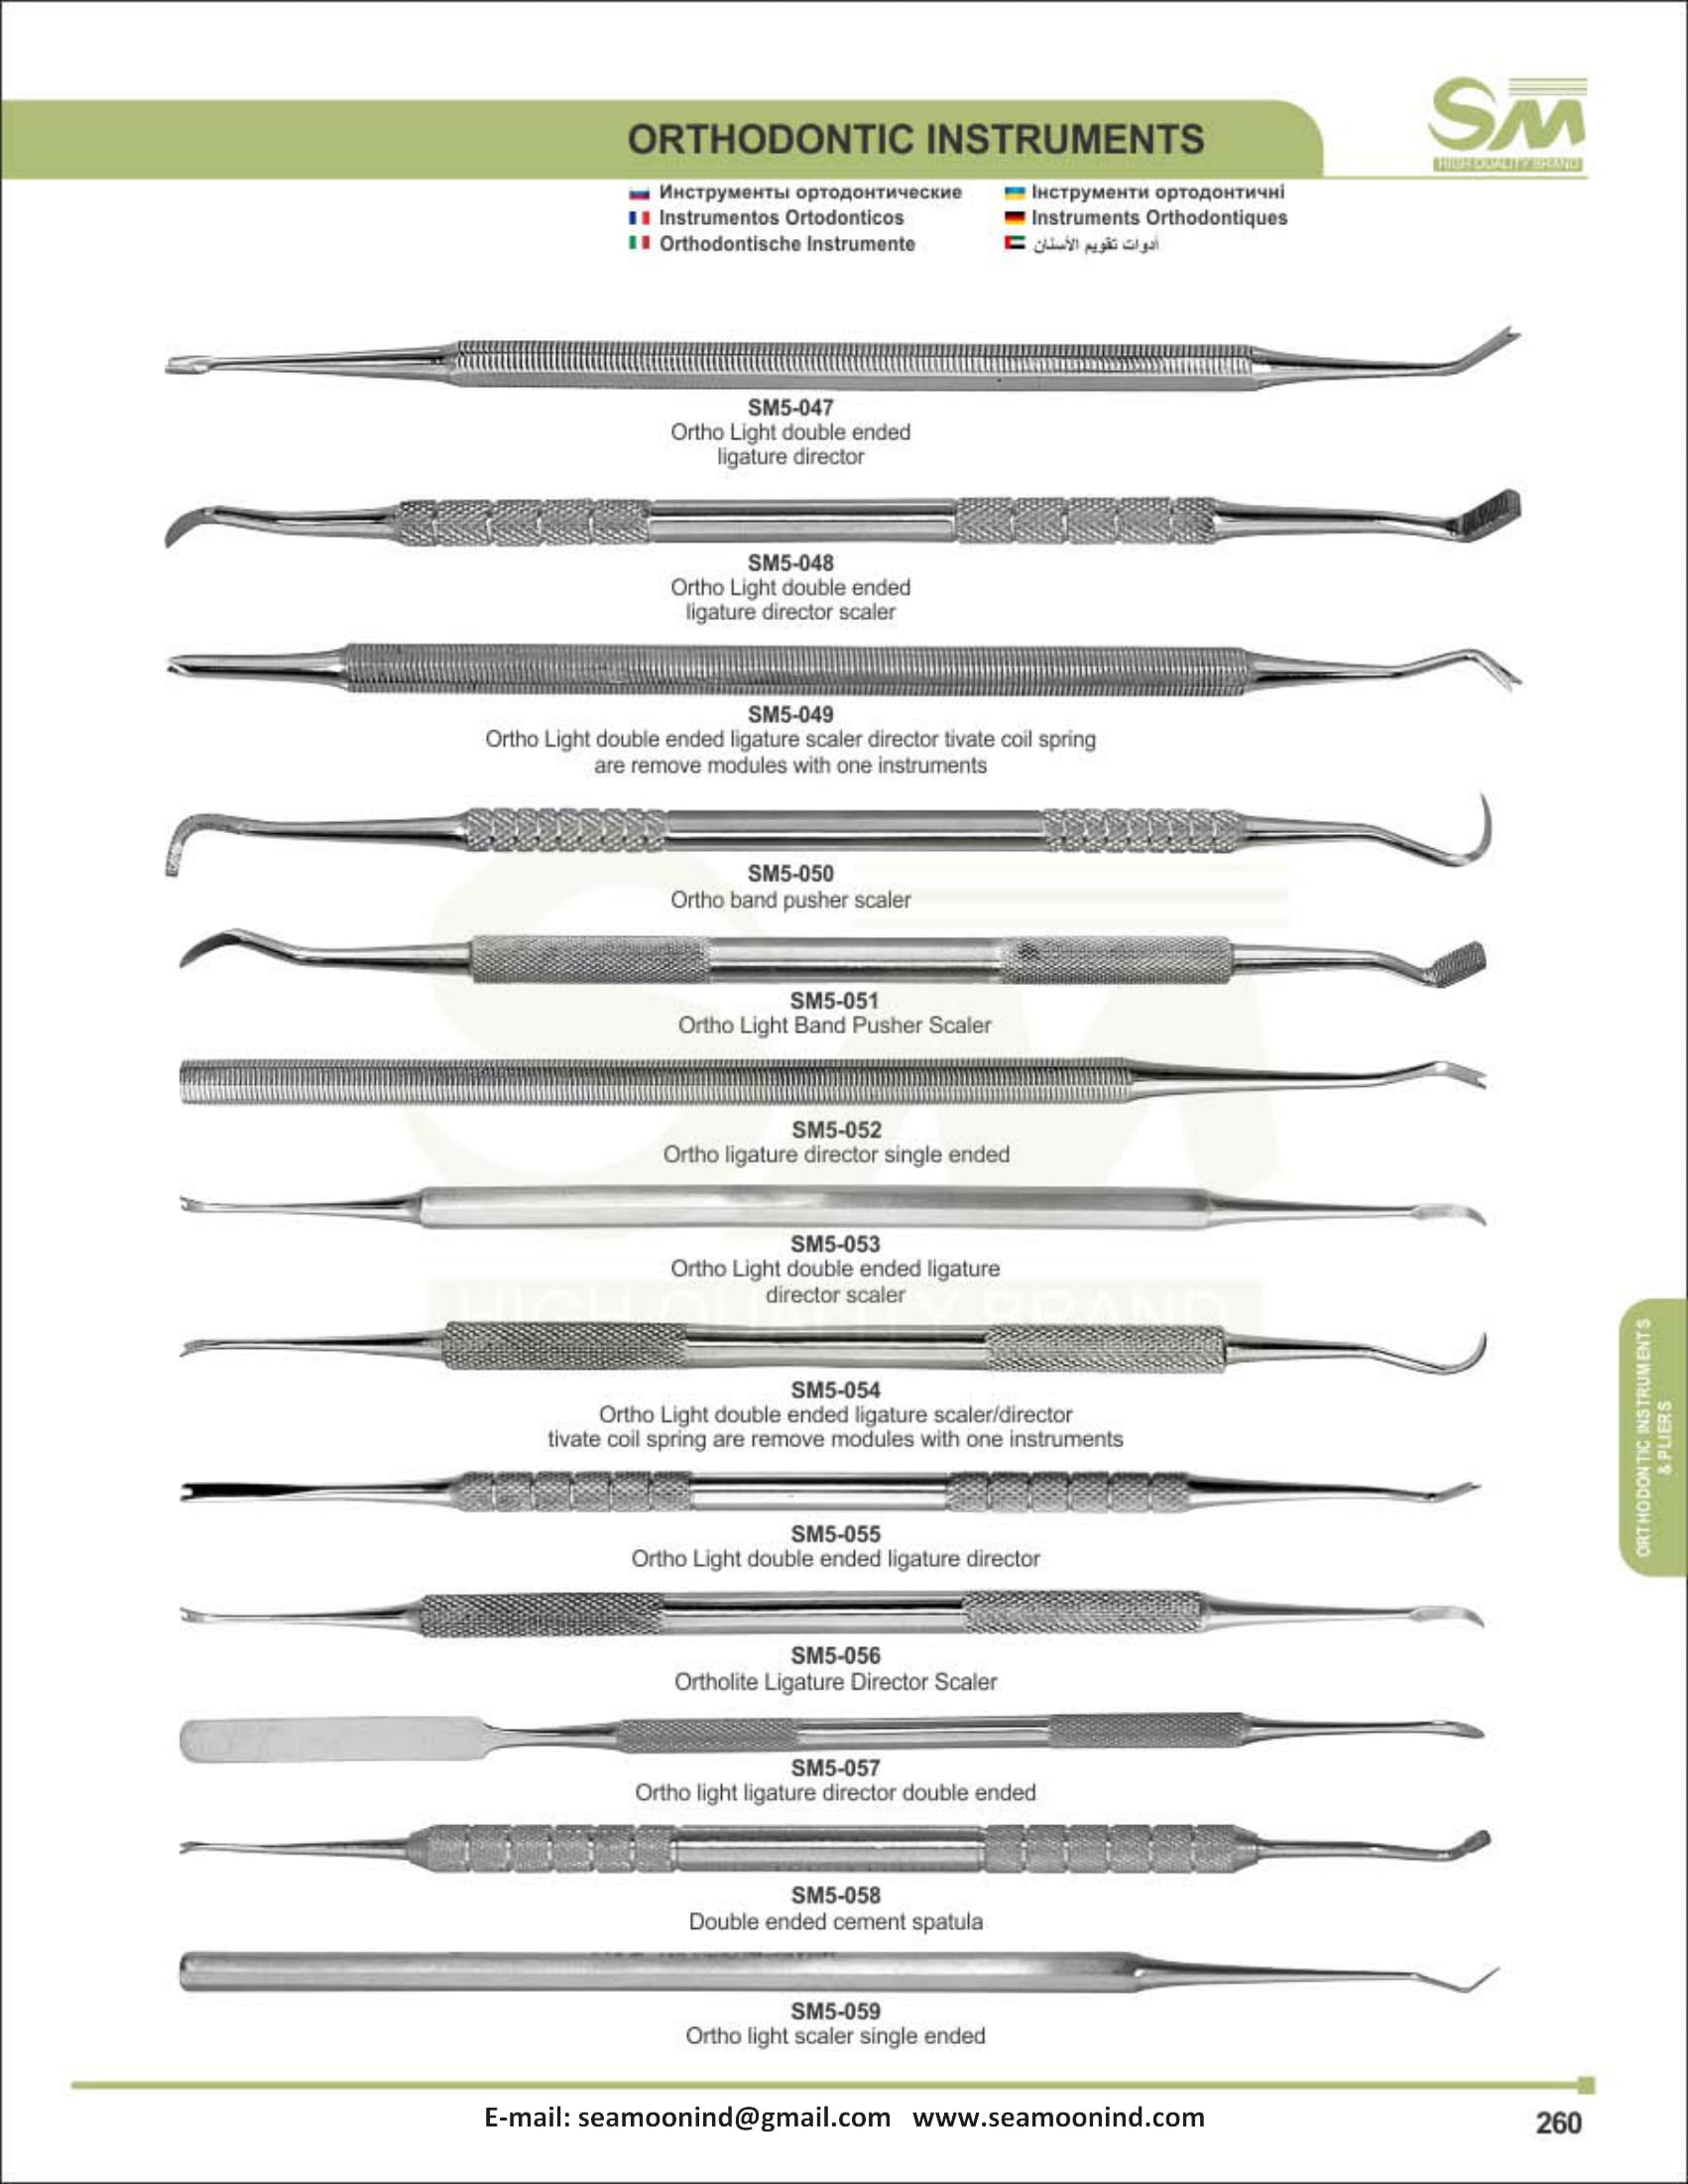 SM
HIGH QUALITY BRAND
ORTHODONTIC INSTRUMENTS
Инструменты ортодонтические
Інструменти ортодонтичні
Instrumentos Ortodonticos
Instruments Orthodontiques
Orthodontische Instrumente
أدوات تقويم الأسنان
SM5-047
Ortho Light double ended
ligature director
SM5-048
Ortho Light double ended
ligature director scaler
SM5-049
Ortho Light double ended ligature scaler director tivate coil spring
are remove modules with one instruments
SM5-050
Ortho band pusher scaler
SM5-051
Ortho Light Band Pusher Scaler
SM5-052
Ortho ligature director single ended
SM5-053
Ortho Light double ended ligature
director scaler
HIGH QUALITY BRAND
SM5-054
Ortho Light double ended ligature scaler/director
tivate coil spring are remove modules with one instruments
SM5-055
Ortho Light double ended ligature director
SM5-056
Ortholite Ligature Director Scaler
SM5-057
Ortho light ligature director double ended
SM5-058
Double ended cement spatula
SM5-059
Ortho light scaler single ended
ORTHODONTIC INSTRUMENTS
& PLIERS
E-mail: seamoonind@gmail.com www.seamoonind.com
260